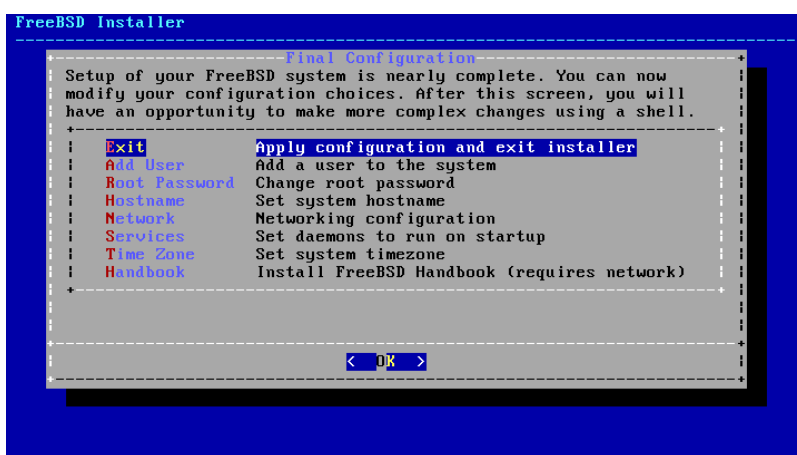 FreeBSD Installer
Final Configuration
Setup of your FreeBSD system is nearly complete. You can now
modify your configuration choices. After this screen, you will
have an opportunity to make more complex changes using a shell.
Exit Apply configuration and exit installer
Add User Add a user to the system
Root Password Change root password
Hostname Set system hostname
Network Networking configuration
Services Set daemons to run on startup
Time Zone Set system timezone
Handbook Install FreeBSD Handbook (requires network)
< OK >